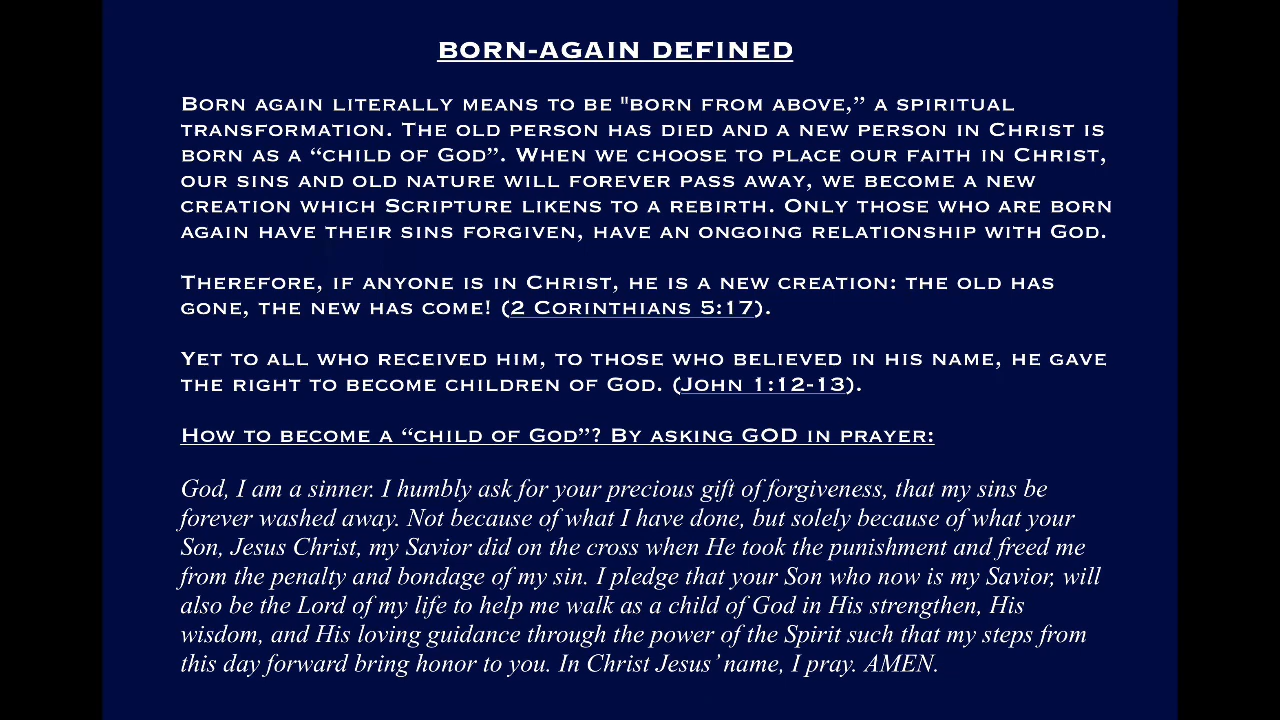 BORN-AGAIN DEFINED
BORN AGAIN LITERALLY MEANS TO BE "BORN FROM ABOVE,” A SPIRITUAL
TRANSFORMATION. THE OLD PERSON HAS DIED AND A NEW PERSON IN CHRIST IS
BORN AS A “CHILD OF GOD”. WHEN WE CHOOSE TO PLACE OUR FAITH IN CHRIST,
OUR SINS AND OLD NATURE WILL FOREVER PASS AWAY, WE BECOME A NEW
CREATION WHICH SCRIPTURE LIKENS TO A REBIRTH. ONLY THOSE WHO ARE BORN
AGAIN HAVE THEIR SINS FORGIVEN, HAVE AN ONGOING RELATIONSHIP WITH GOD.
THEREFORE, IF ANYONE IS IN CHRIST, HE IS A NEW CREATION: THE OLD HAS
GONE, THE NEW HAS COME! (2 CORINTHIANS 5:17).
YET TO ALL WHO RECEIVED HIM, TO THOSE WHO BELIEVED IN HIS NAME, HE GAVE
THE RIGHT TO BECOME CHILDREN OF GOD. (JOHN 1:12-13).
HOW TO BECOME A “CHILD OF GOD”? BY ASKING GOD IN PRAYER:
God, I am a sinner. I humbly ask for your precious gift of forgiveness, that my sins be
forever washed away. Not because of what I have done, but solely because of what your
Son, Jesus Christ, my Savior did on the cross when He took the punishment and freed me
from the penalty and bondage of my sin. I pledge that your Son who now is my Savior, will
also be the Lord of my life to help me walk as a child of God in His strengthen, His
wisdom, and His loving guidance through the power of the Spirit such that my steps from
this day forward bring honor to you. In Christ Jesus’ name, I pray. AMEN.